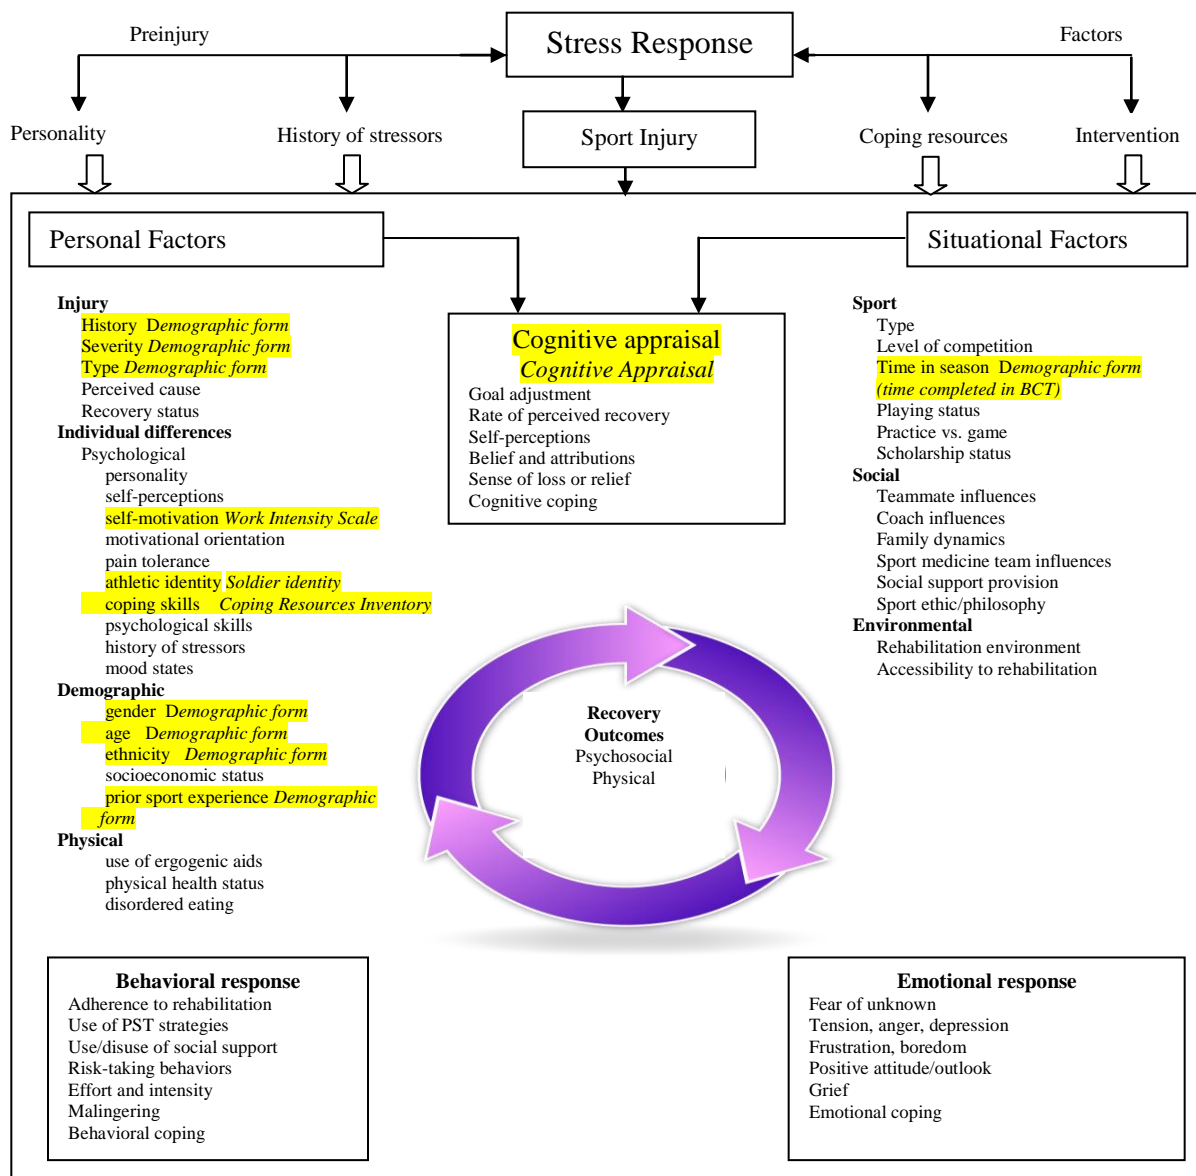 Preinjury
Stress Response
Factors
Personality
History of stressors
Sport Injury
Coping resources
Intervention
Personal Factors
Situational Factors
Injury
History Demographic form
Severity Demographic form
Type Demographic form
Perceived cause
Recovery status
Individual differences
Psychological
personality
self-perceptions
self-motivation Work Intensity Scale
motivational orientation
pain tolerance
athletic identity Soldier identity
coping skills Coping Resources Inventory
psychological skills
history of stressors
mood states
Demographic
gender Demographic form
age Demographic form
ethnicity Demographic form
socioeconomic status
prior sport experience Demographic
form
Physical
use of ergogenic aids
physical health status
disordered eating
Cognitive appraisal
Cognitive Appraisal
Goal adjustment
Rate of perceived recovery
Self-perceptions
Belief and attributions
Sense of loss or relief
Cognitive coping
Sport
Type
Level of competition
Time in season Demographic form
(time completed in BCT)
Playing status
Practice vs. game
Scholarship status
Social
Teammate influences
Coach influences
Family dynamics
Sport medicine team influences
Social support provision
Sport ethic/philosophy
Environmental
Rehabilitation environment
Accessibility to rehabilitation
Recovery
Outcomes
Psychosocial
Physical
Behavioral response
Adherence to rehabilitation
Use of PST strategies
Use/disuse of social support
Risk-taking behaviors
Effort and intensity
Malingering
Behavioral coping
Emotional response
Fear of unknown
Tension, anger, depression
Frustration, boredom
Positive attitude/outlook
Grief
Emotional coping